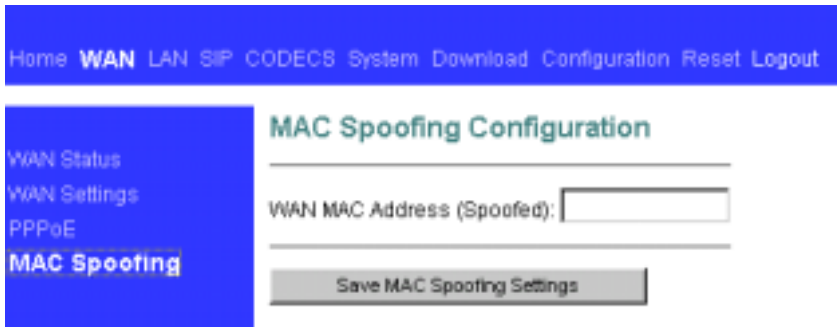 Home WAN LAN SIP CODECS System Download Configuration Reset Logout
WAN Status
WAN Settings
PPPoE
MAC Spoofing
MAC Spoofing Configuration
WAN MAC Address (Spoofed):
Save MAC Spoofing Settings